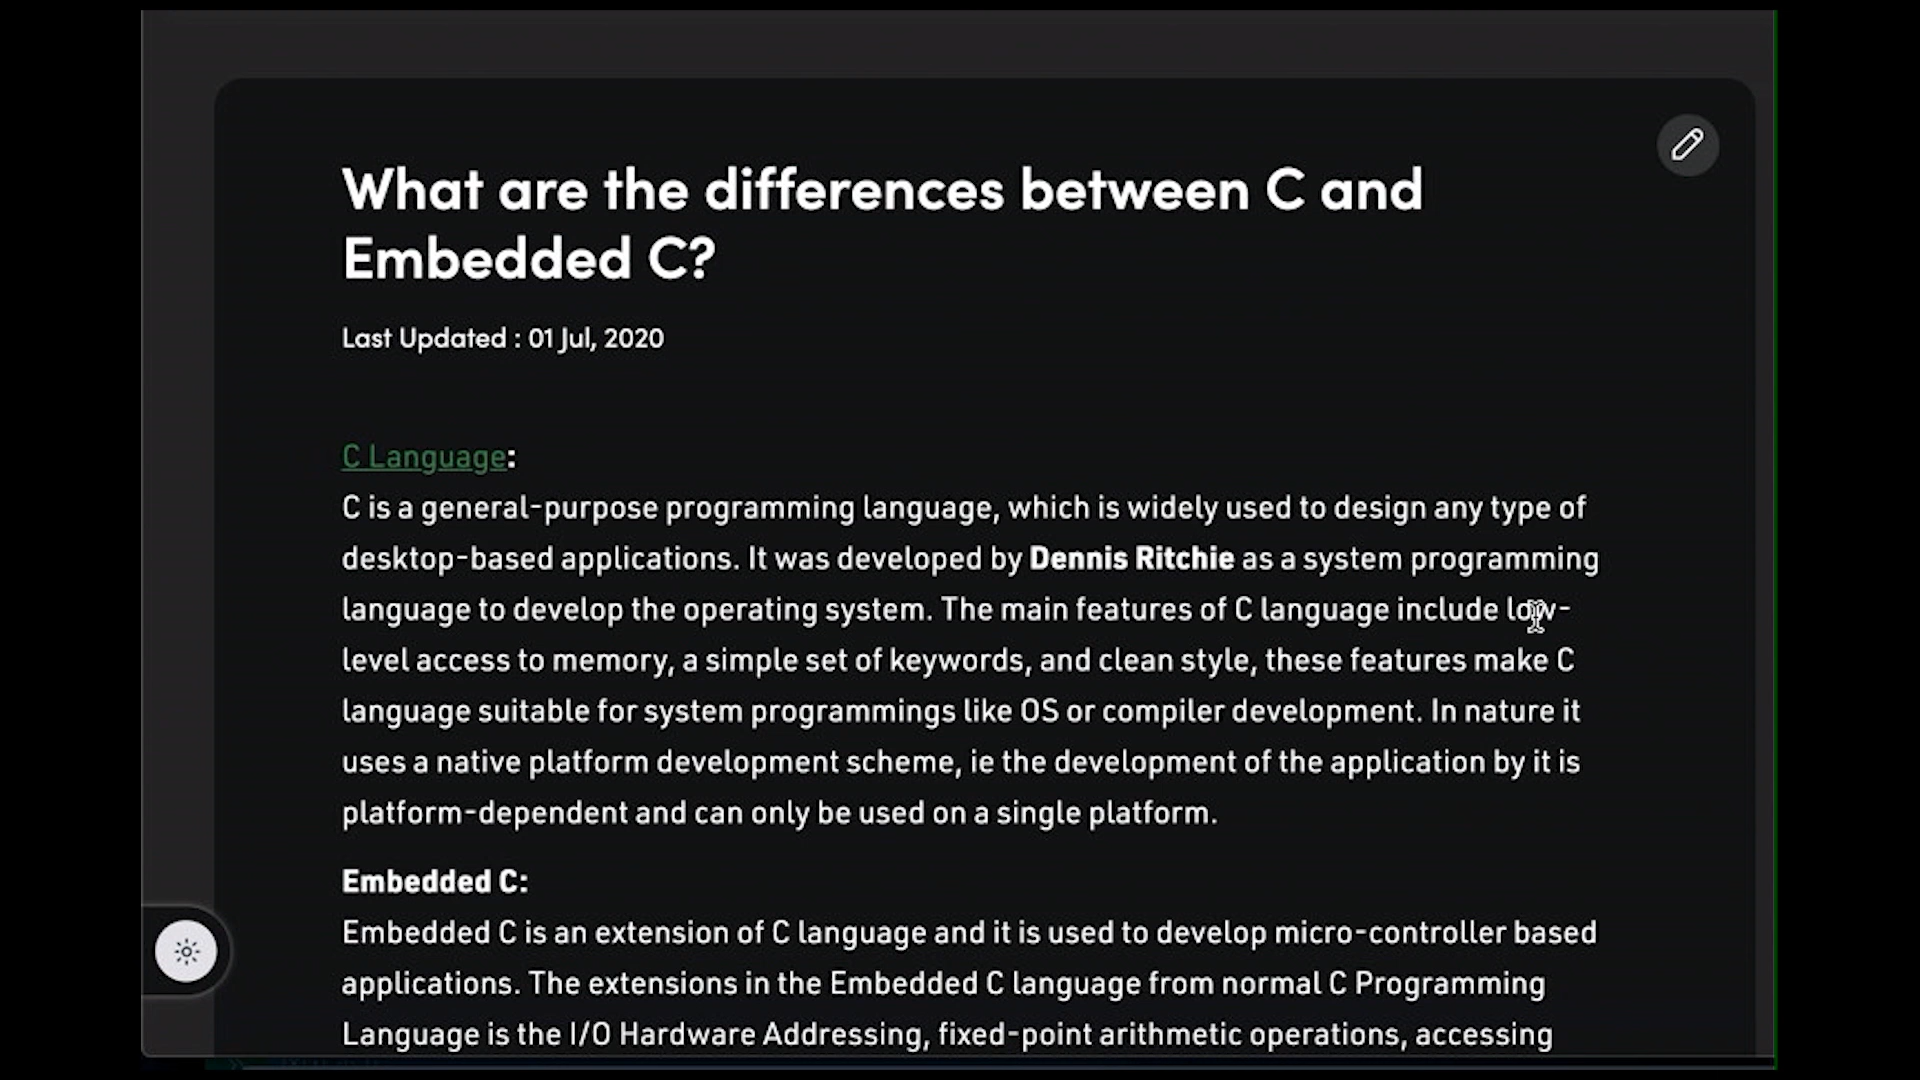 What are the differences between C and
Embedded C?
Last Updated : 01 Jul, 2020
C Language:
C is a general-purpose programming language, which is widely used to design any type of
desktop-based applications. It was developed by Dennis Ritchie as a system programming
language to develop the operating system. The main features of C language include low-
level access to memory, a simple set of keywords, and clean style, these features make C
language suitable for system programmings like OS or compiler development. In nature it
uses a native platform development scheme, ie the development of the application by it is
platform-dependent and can only be used on a single platform.
Embedded C:
Embedded C is an extension of C language and it is used to develop micro-controller based
applications. The extensions in the Embedded C language from normal C Programming
Language is the I/O Hardware Addressing, fixed-point arithmetic operations, accessing